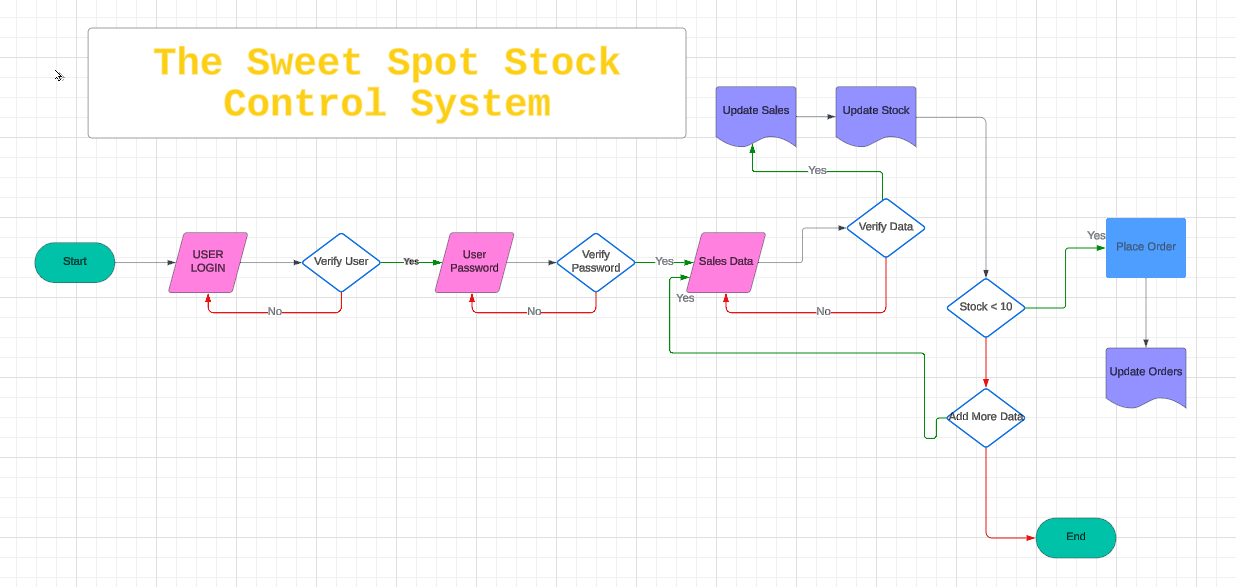 The Sweet Spot Stock
Control System
Update Sales
Update Stock
Yes
Verify Data
Start
USER
LOGIN
Verify User
Yes
User
Password
Verify
Password
Yes
Sales Data
Yes
Place Order
No
No
Yes
No
Stock < 10
Update Orders
Add More Data
End